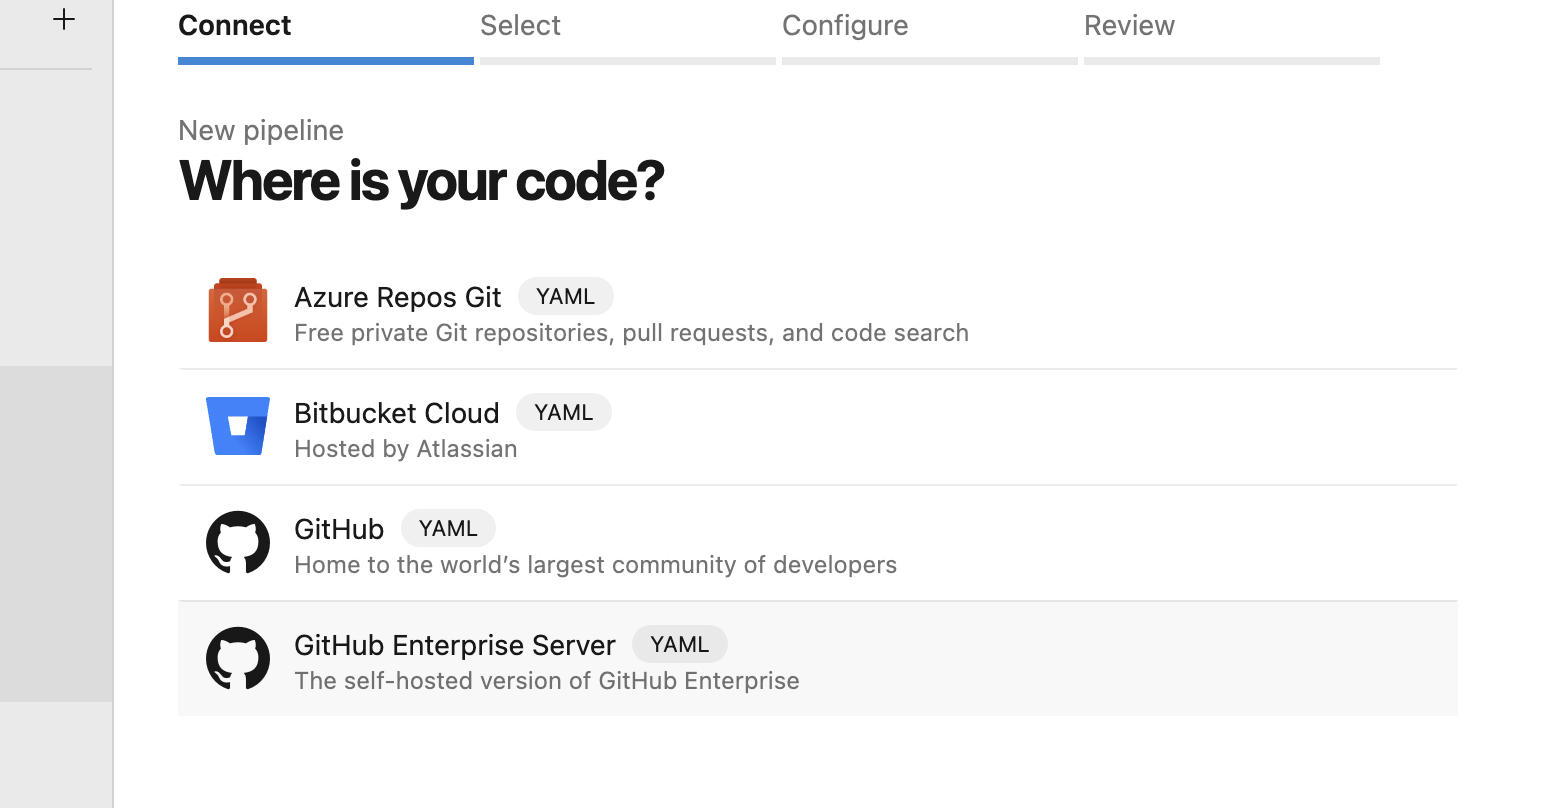 Connect Select Configure Review
New pipeline
Where is your code?
Azure Repos Git YAML
Free private Git repositories, pull requests, and code search
Bitbucket Cloud YAML
Hosted by Atlassian
GitHub YAML
Home to the world’s largest community of developers
GitHub Enterprise Server YAML
The self-hosted version of GitHub Enterprise